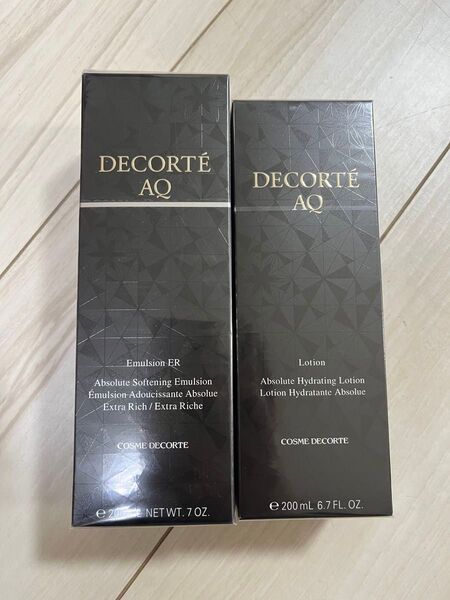 DECORTÉ
AQ
Emulsion ER
Absolute Softening Emulsion
Émulsion Adoucissante Absolue
Extra Rich / Extra Riche
COSME DECORTE
NET WT. 7 OZ.
DECORTÉ
AQ
Lotion
Absolute Hydrating Lotion
Lotion Hydratante Absolue
COSME DECORTE
℮ 200 mL 6.7 FL. OZ.